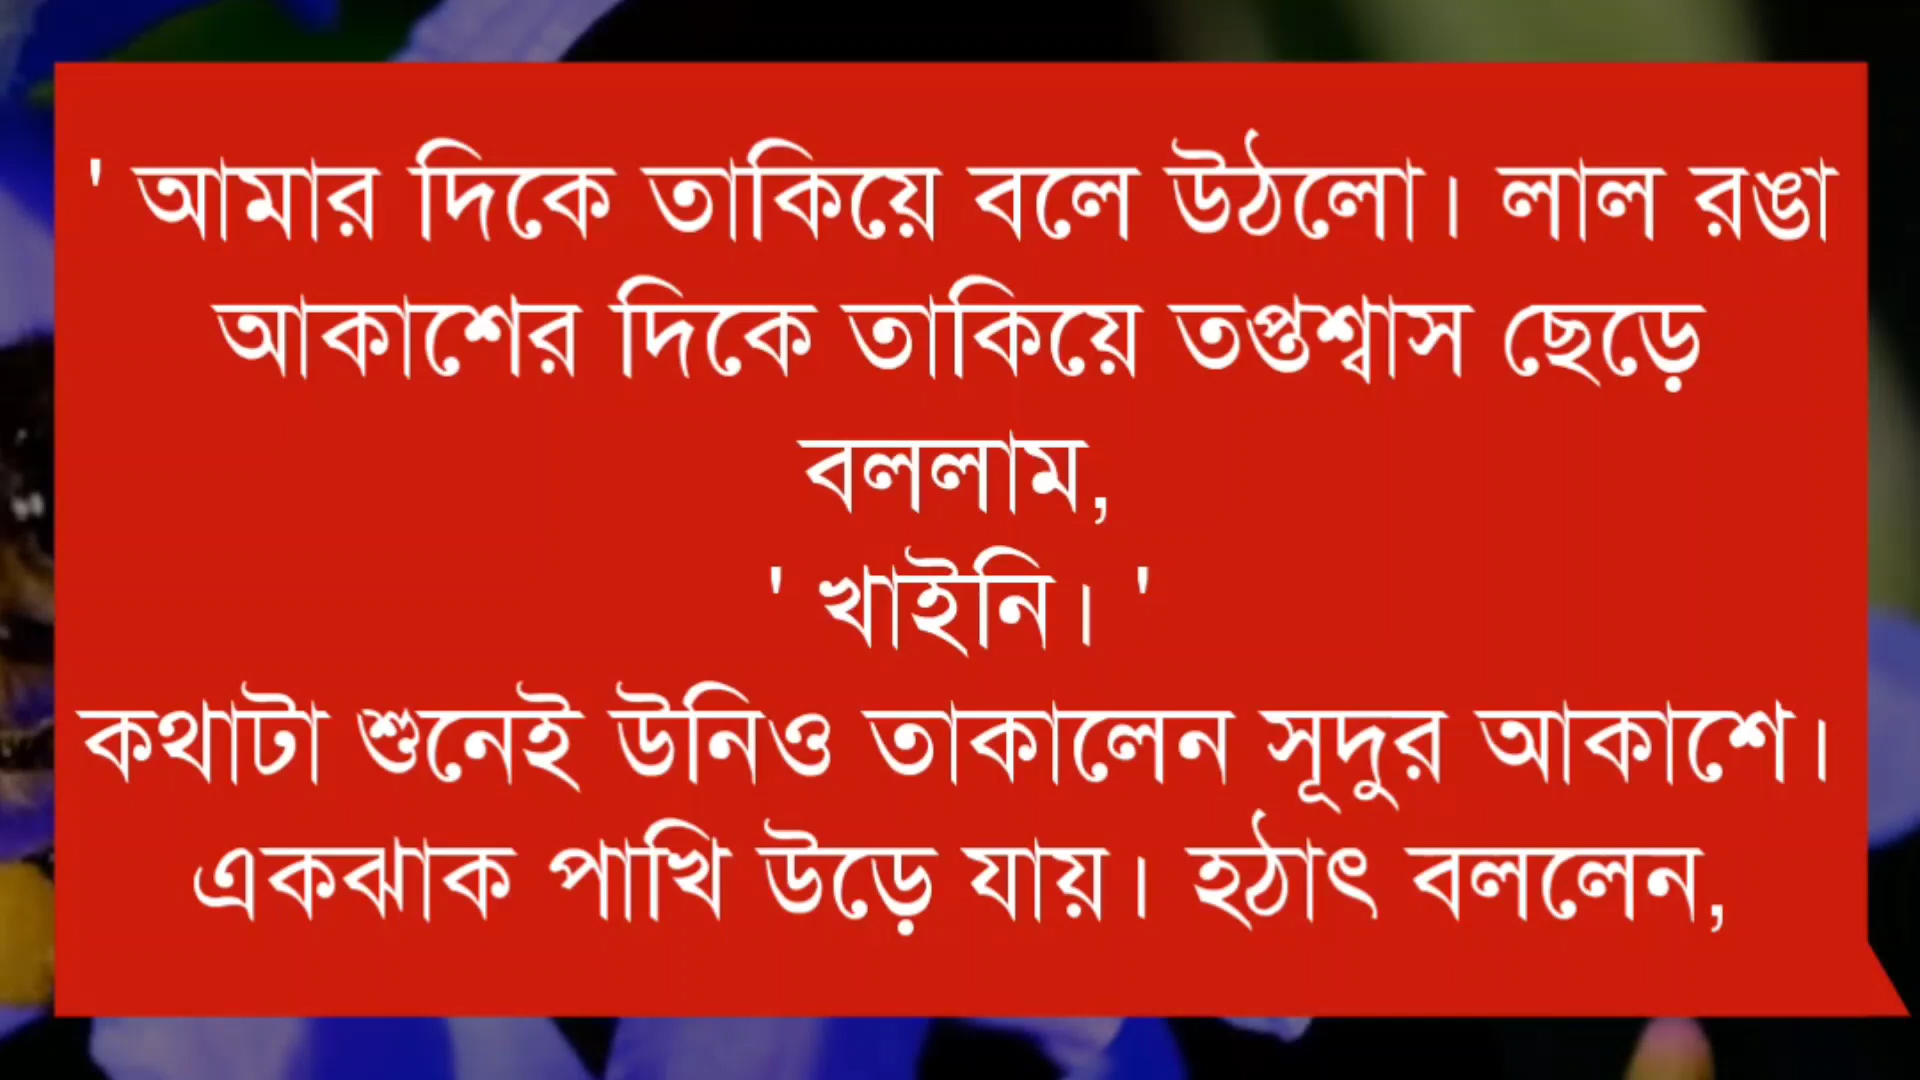 ' আমার দিকে তাকিয়ে বলে উঠলো। লাল রঙা
আকাশের দিকে তাকিয়ে তপ্তশ্বাস ছেড়ে
বললাম,
' খাইনি। '
কথাটা শুনেই উনিও তাকালেন সূদুর আকাশে।
একঝাক পাখি উড়ে যায়। হঠাৎ বললেন,